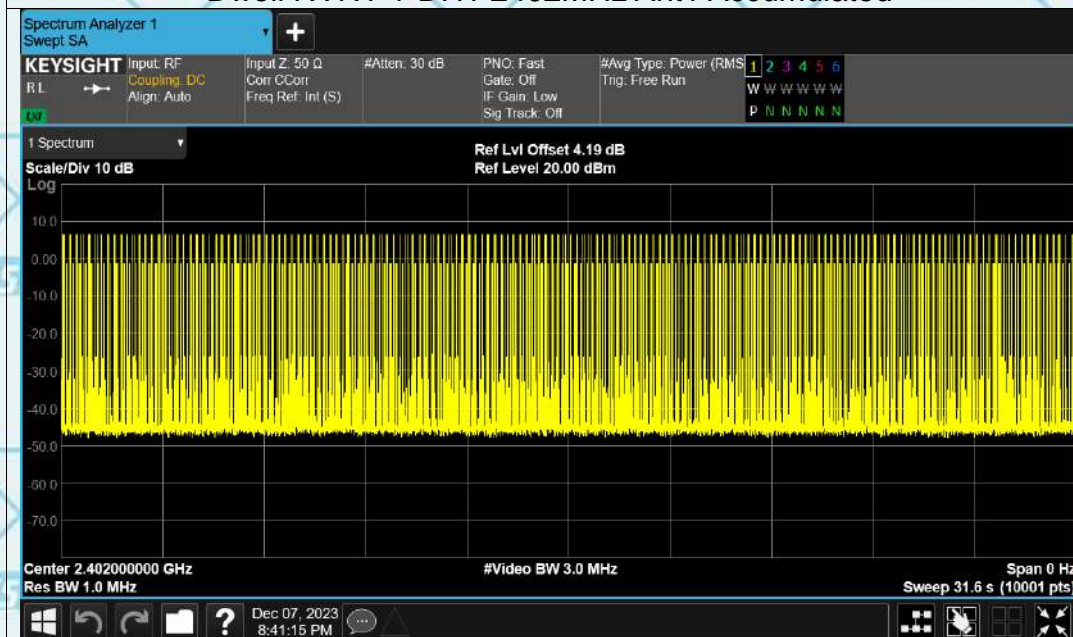 Spectrum Analyzer 1
Swept SA
+
KEYSIGHT
R L
Input: RF
Coupling: DC
Align: Auto
Input Z: 50 Ω
Corr CCorr
Freq Ref: Int (S)
#Atten: 30 dB
PNO: Fast
Gate: Off
IF Gain: Low
Sig Track: Off
#Avg Type: Power (RMS
Trig: Free Run
1 2 3 4 5 6
W W W W W W
P N N N N N
1 Spectrum
Scale/Div 10 dB
Ref Lvl Offset 4.19 dB
Ref Level 20.00 dBm
Log
10.0
0.00
-10.0
-20.0
-30.0
-40.0
-50.0
-60.0
-70.0
Center 2.402000000 GHz
Res BW 1.0 MHz
#Video BW 3.0 MHz
Span 0 Hz
Sweep 31.6 s (10001 pts)
?
Dec 07, 2023
8:41:15 PM